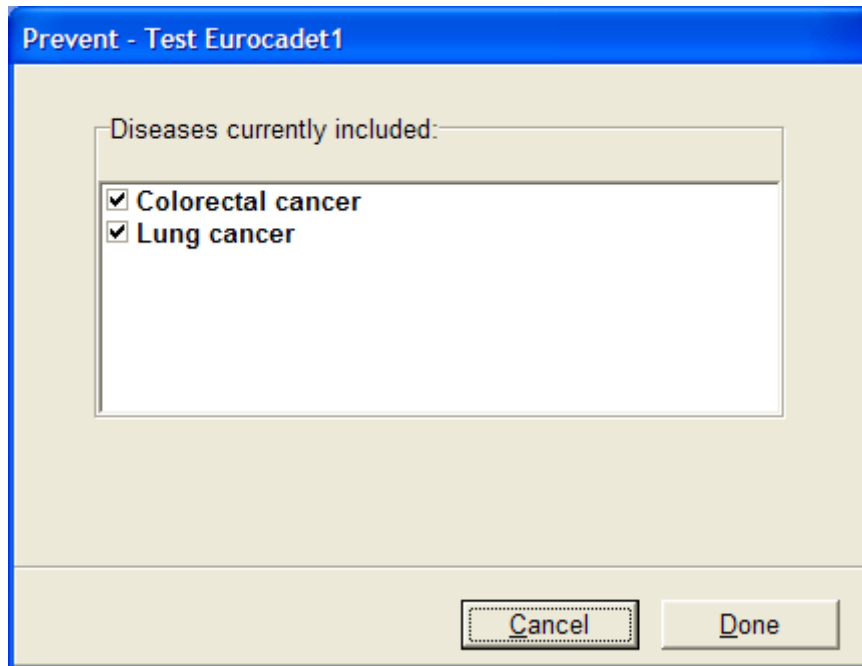 Prevent - Test Eurocadet1
Diseases currently included:
Colorectal cancer
Lung cancer
Cancel Done